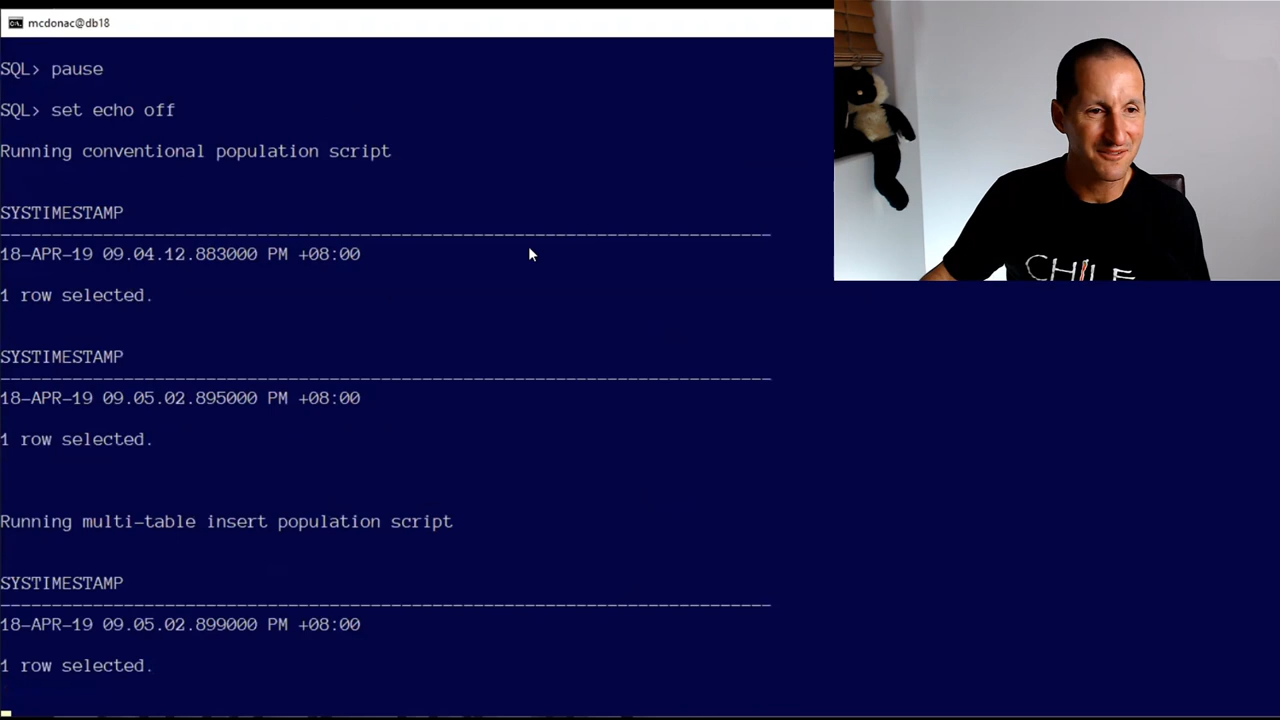 mcdonac@db18
SQL> pause
SQL> set echo off
Running conventional population script
SYSTIMESTAMP
---------------------------------------------------------------------------
18-APR-19 09.04.12.883000 PM +08:00
1 row selected.
SYSTIMESTAMP
---------------------------------------------------------------------------
18-APR-19 09.05.02.895000 PM +08:00
1 row selected.
Running multi-table insert population script
SYSTIMESTAMP
---------------------------------------------------------------------------
18-APR-19 09.05.02.899000 PM +08:00
1 row selected.
CHILE